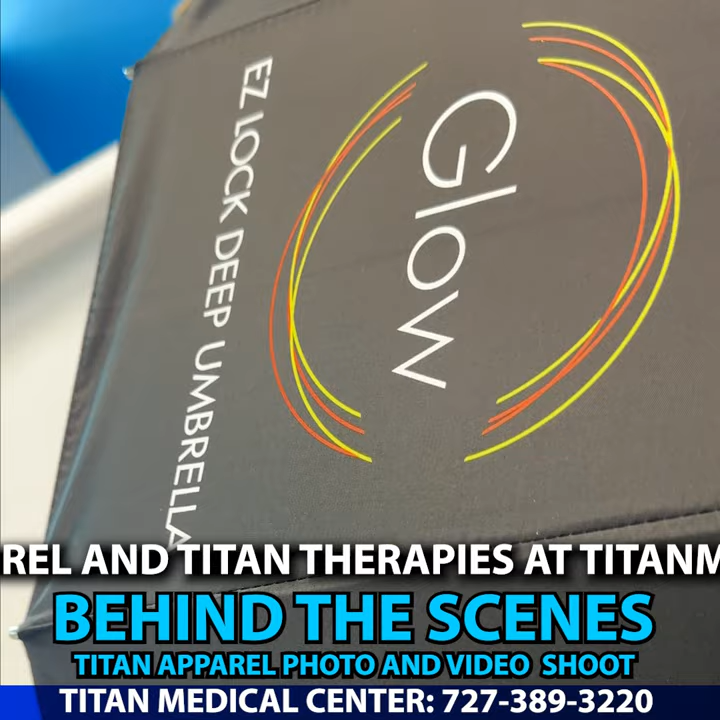 Glow
EZ LOCK DEEP UMBRELLA
REL AND TITAN THERAPIES AT TITANM
BEHIND THE SCENES
TITAN APPAREL PHOTO AND VIDEO SHOOT
TITAN MEDICAL CENTER: 727-389-3220